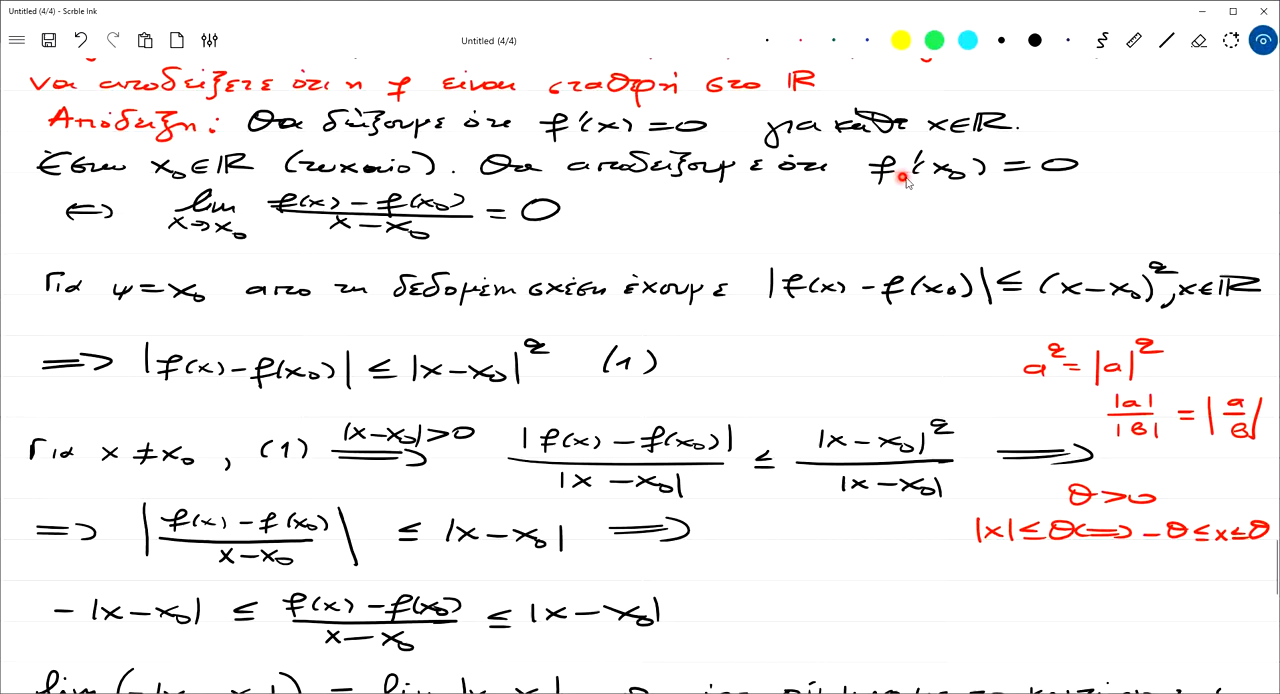 Untitled (4/4) - Scrble Ink
Untitled (4/4)
να αποδείξετε ότι η f είναι σταθερή στο ℝ
Απόδειξη: Θα δείξουμε ότι f'(x) = 0 για κάθε x∈ℝ.
Έστω x₀∈ℝ (τυχαίο). Θα αποδείξουμε ότι f'(x₀) = 0
⟺ lim x→x₀ (f(x) - f(x₀))/(x - x₀) = 0
Για ψ = x₀ από τη δεδομένη σχέση έχουμε |f(x) - f(x₀)| ≤ (x - x₀)², x∈ℝ
⟹ |f(x) - f(x₀)| ≤ |x - x₀|² (1)
a² = |a|²
|a|/|β| = |a/β|
Για x ≠ x₀, (1) ⟹ |x - x₀| > 0 |f(x) - f(x₀)|/|x - x₀| ≤ |x - x₀|²/|x - x₀| ⟹
θ > 0
|x| ≤ θ ⟺ -θ ≤ x ≤ θ
⟹ |(f(x) - f(x₀))/(x - x₀)| ≤ |x - x₀| ⟹
-|x - x₀| ≤ (f(x) - f(x₀))/(x - x₀) ≤ |x - x₀|